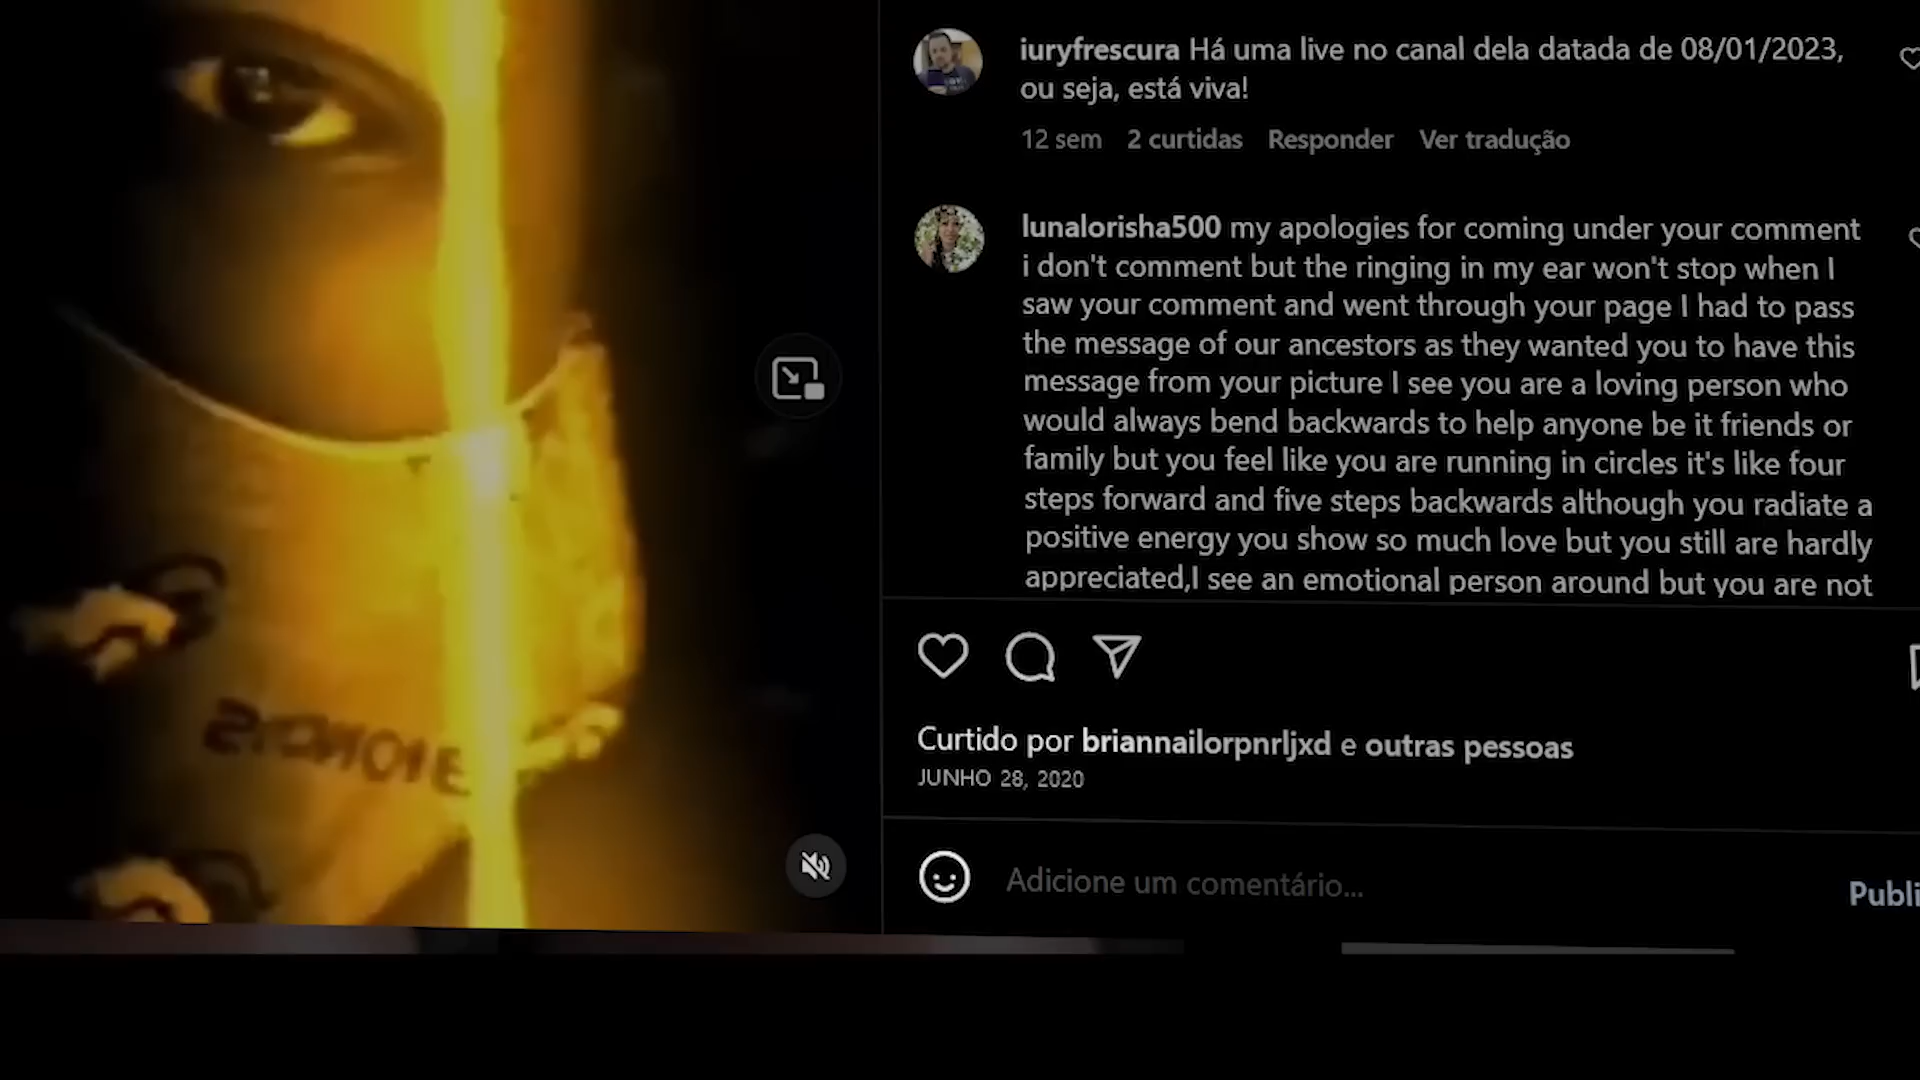 iuryfrescura Há uma live no canal dela datada de 08/01/2023,
ou seja, está viva!
12 sem 2 curtidas Responder Ver tradução
lunalorisha500 my apologies for coming under your comment
i don't comment but the ringing in my ear won't stop when I
saw your comment and went through your page I had to pass
the message of our ancestors as they wanted you to have this
message from your picture I see you are a loving person who
would always bend backwards to help anyone be it friends or
family but you feel like you are running in circles it's like four
steps forward and five steps backwards although you radiate a
positive energy you show so much love but you still are hardly
appreciated,I see an emotional person around but you are not
Curtido por briannailorpnrljxd e outras pessoas
JUNHO 28, 2020
Adicione um comentário...
Publi